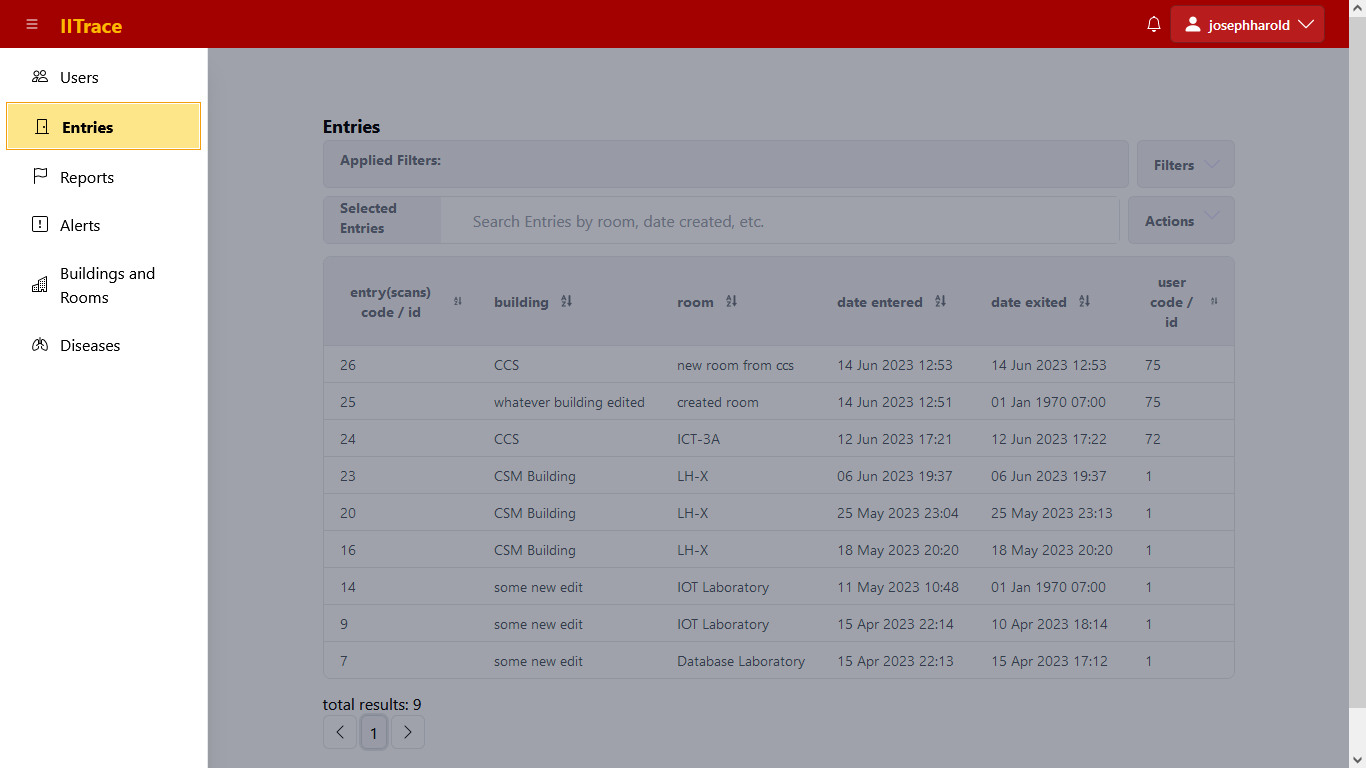 IITrace
josephharold
Users
Entries
Reports
Alerts
Buildings and
Rooms
Diseases
Entries
Applied Filters:
Filters
Selected
Entries
Search Entries by room, date created, etc.
Actions
entry(scans)
code / id
building
room
date entered
date exited
user
code /
id
26 CCS new room from ccs 14 Jun 2023 12:53 14 Jun 2023 12:53 75
25 whatever building edited created room 14 Jun 2023 12:51 01 Jan 1970 07:00 75
24 CCS ICT-3A 12 Jun 2023 17:21 12 Jun 2023 17:22 72
23 CSM Building LH-X 06 Jun 2023 19:37 06 Jun 2023 19:37 1
20 CSM Building LH-X 25 May 2023 23:04 25 May 2023 23:13 1
16 CSM Building LH-X 18 May 2023 20:20 18 May 2023 20:20 1
14 some new edit IOT Laboratory 11 May 2023 10:48 01 Jan 1970 07:00 1
9 some new edit IOT Laboratory 15 Apr 2023 22:14 10 Apr 2023 18:14 1
7 some new edit Database Laboratory 15 Apr 2023 22:13 15 Apr 2023 17:12 1
total results: 9
1